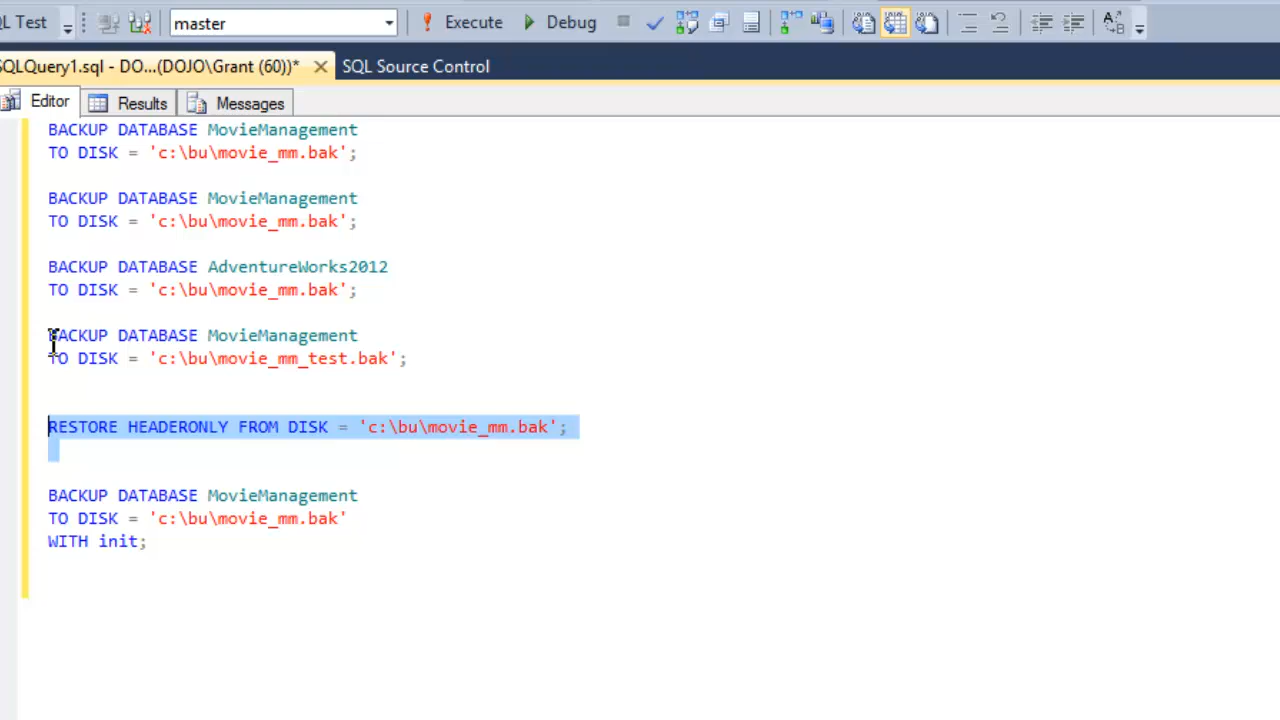 QL Test master Execute Debug
SQLQuery1.sql - DO...(DOJO\Grant (60))* SQL Source Control
Editor Results Messages
BACKUP DATABASE MovieManagement
TO DISK = 'c:\bu\movie_mm.bak';
BACKUP DATABASE MovieManagement
TO DISK = 'c:\bu\movie_mm.bak';
BACKUP DATABASE AdventureWorks2012
TO DISK = 'c:\bu\movie_mm.bak';
BACKUP DATABASE MovieManagement
TO DISK = 'c:\bu\movie_mm_test.bak';
RESTORE HEADERONLY FROM DISK = 'c:\bu\movie_mm.bak';
BACKUP DATABASE MovieManagement
TO DISK = 'c:\bu\movie_mm.bak'
WITH init;